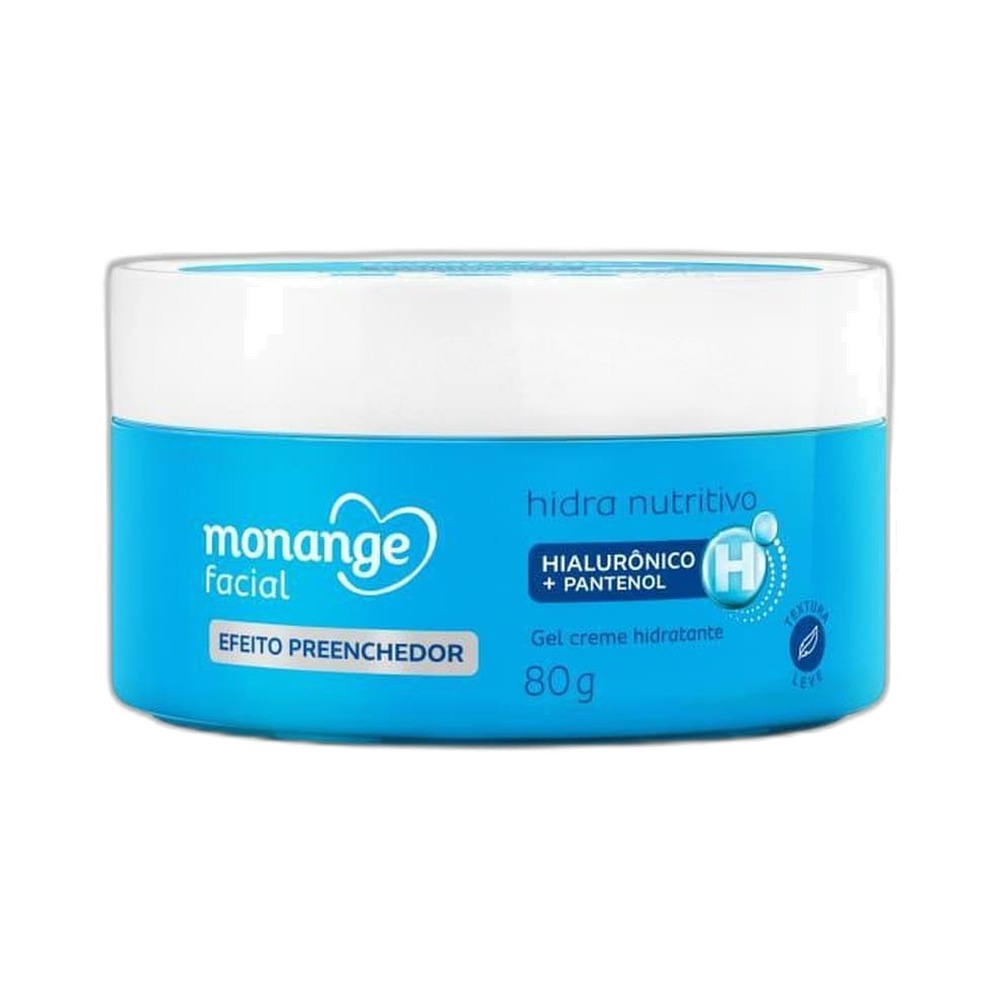 monange
facial
EFEITO PREENCHEDOR
hidra nutritivo
HIALURÔNICO
+ PANTENOL
H
Gel creme hidratante
80g
TEXTURA
LEVE